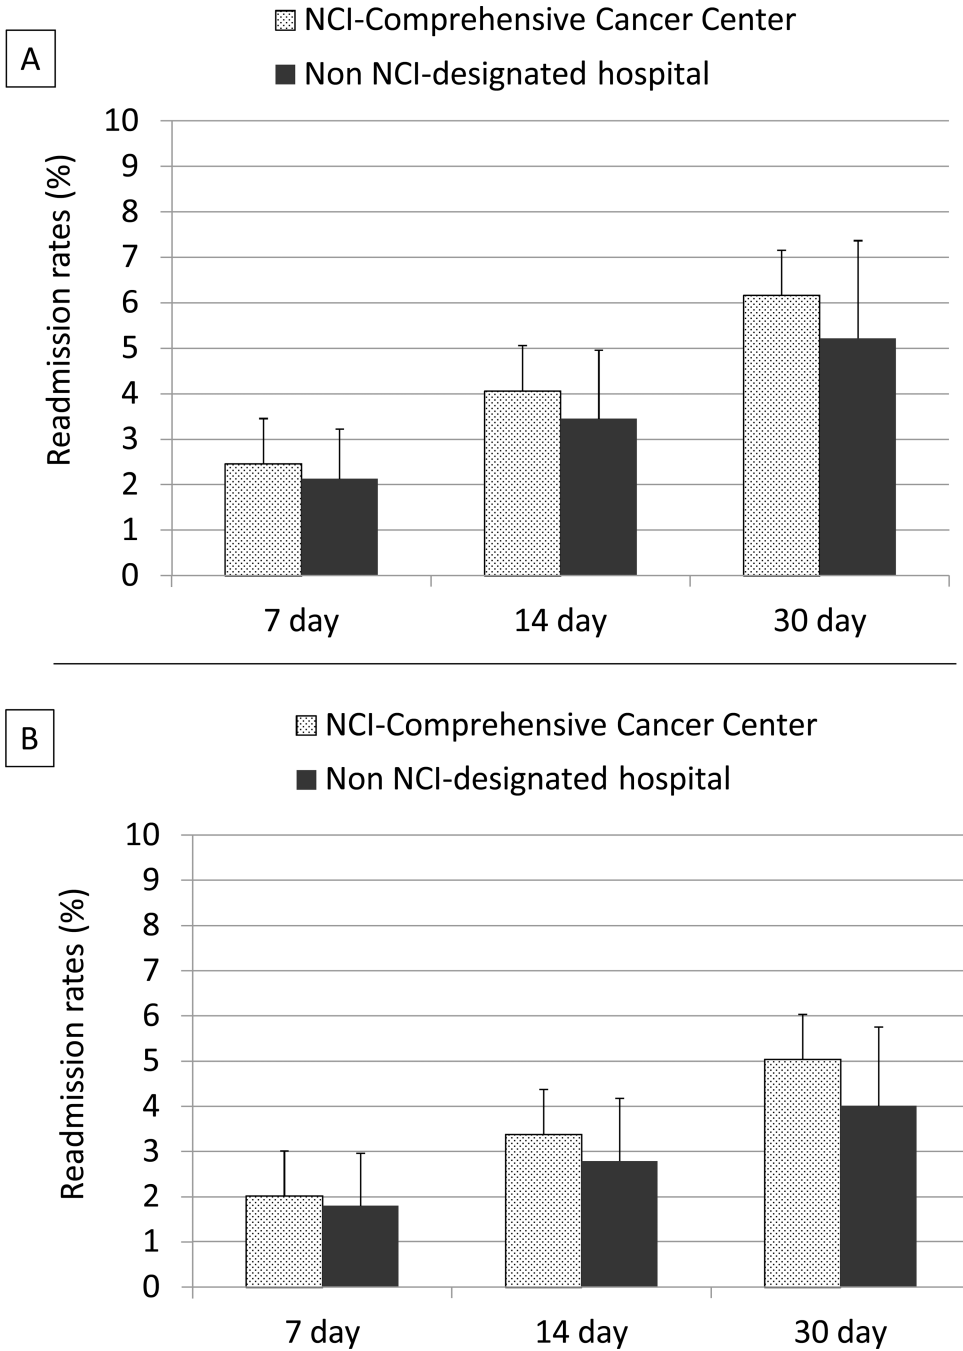 A
NCI-Comprehensive Cancer Center
Non NCI-designated hospital
Readmission rates (%)
10
9
8
7
6
5
4
3
2
1
0
7 day
14 day
30 day
B
NCI-Comprehensive Cancer Center
Non NCI-designated hospital
Readmission rates (%)
10
9
8
7
6
5
4
3
2
1
0
7 day
14 day
30 day